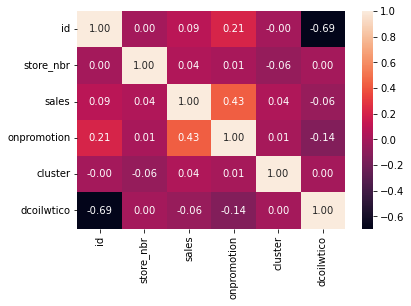 id 1.00 0.00 0.09 0.21 -0.00 -0.69
store_nbr 0.00 1.00 0.04 0.01 -0.06 0.00
sales 0.09 0.04 1.00 0.43 0.04 -0.06
onpromotion 0.21 0.01 0.43 1.00 0.01 -0.14
cluster -0.00 -0.06 0.04 0.01 1.00 0.00
dcoilwtico -0.69 0.00 -0.06 -0.14 0.00 1.00
id
store_nbr
sales
onpromotion
cluster
dcoilwtico
1.0
0.8
0.6
0.4
0.2
0.0
-0.2
-0.4
-0.6